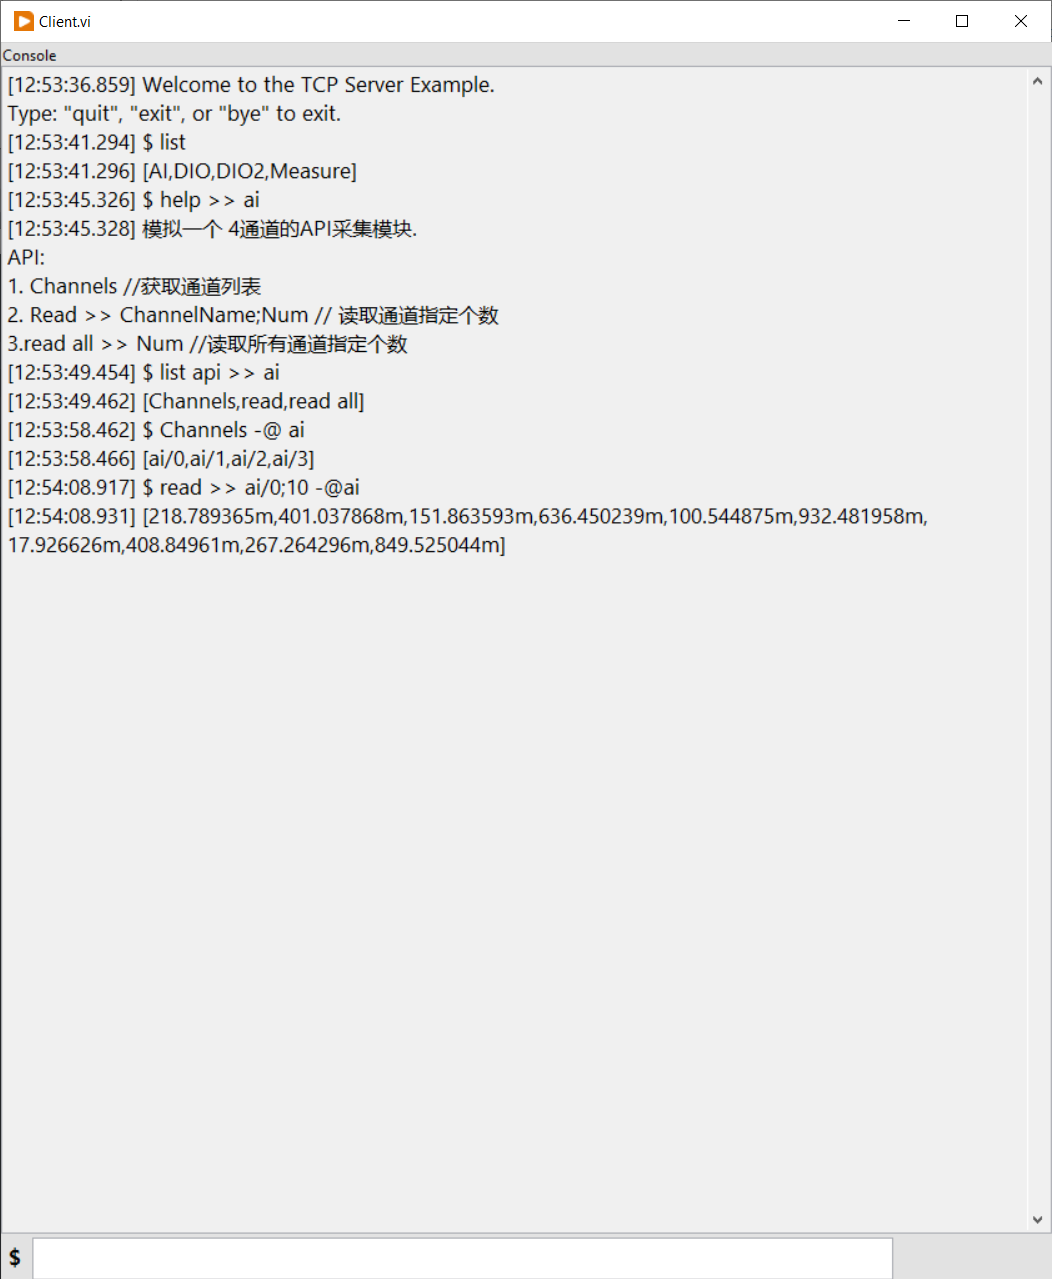 Client.vi
Console
[12:53:36.859] Welcome to the TCP Server Example.
Type: "quit", "exit", or "bye" to exit.
[12:53:41.294] $ list
[12:53:41.296] [AI,DIO,DIO2,Measure]
[12:53:45.326] $ help >> ai
[12:53:45.328] 模拟一个 4通道的API采集模块.
API:
1. Channels //获取通道列表
2. Read >> ChannelName;Num // 读取通道指定个数
3.read all >> Num //读取所有通道指定个数
[12:53:49.454] $ list api >> ai
[12:53:49.462] [Channels,read,read all]
[12:53:58.462] $ Channels -@ ai
[12:53:58.466] [ai/0,ai/1,ai/2,ai/3]
[12:54:08.917] $ read >> ai/0;10 -@ai
[12:54:08.931] [218.789365m,401.037868m,151.863593m,636.450239m,100.544875m,932.481958m,
17.926626m,408.84961m,267.264296m,849.525044m]
$